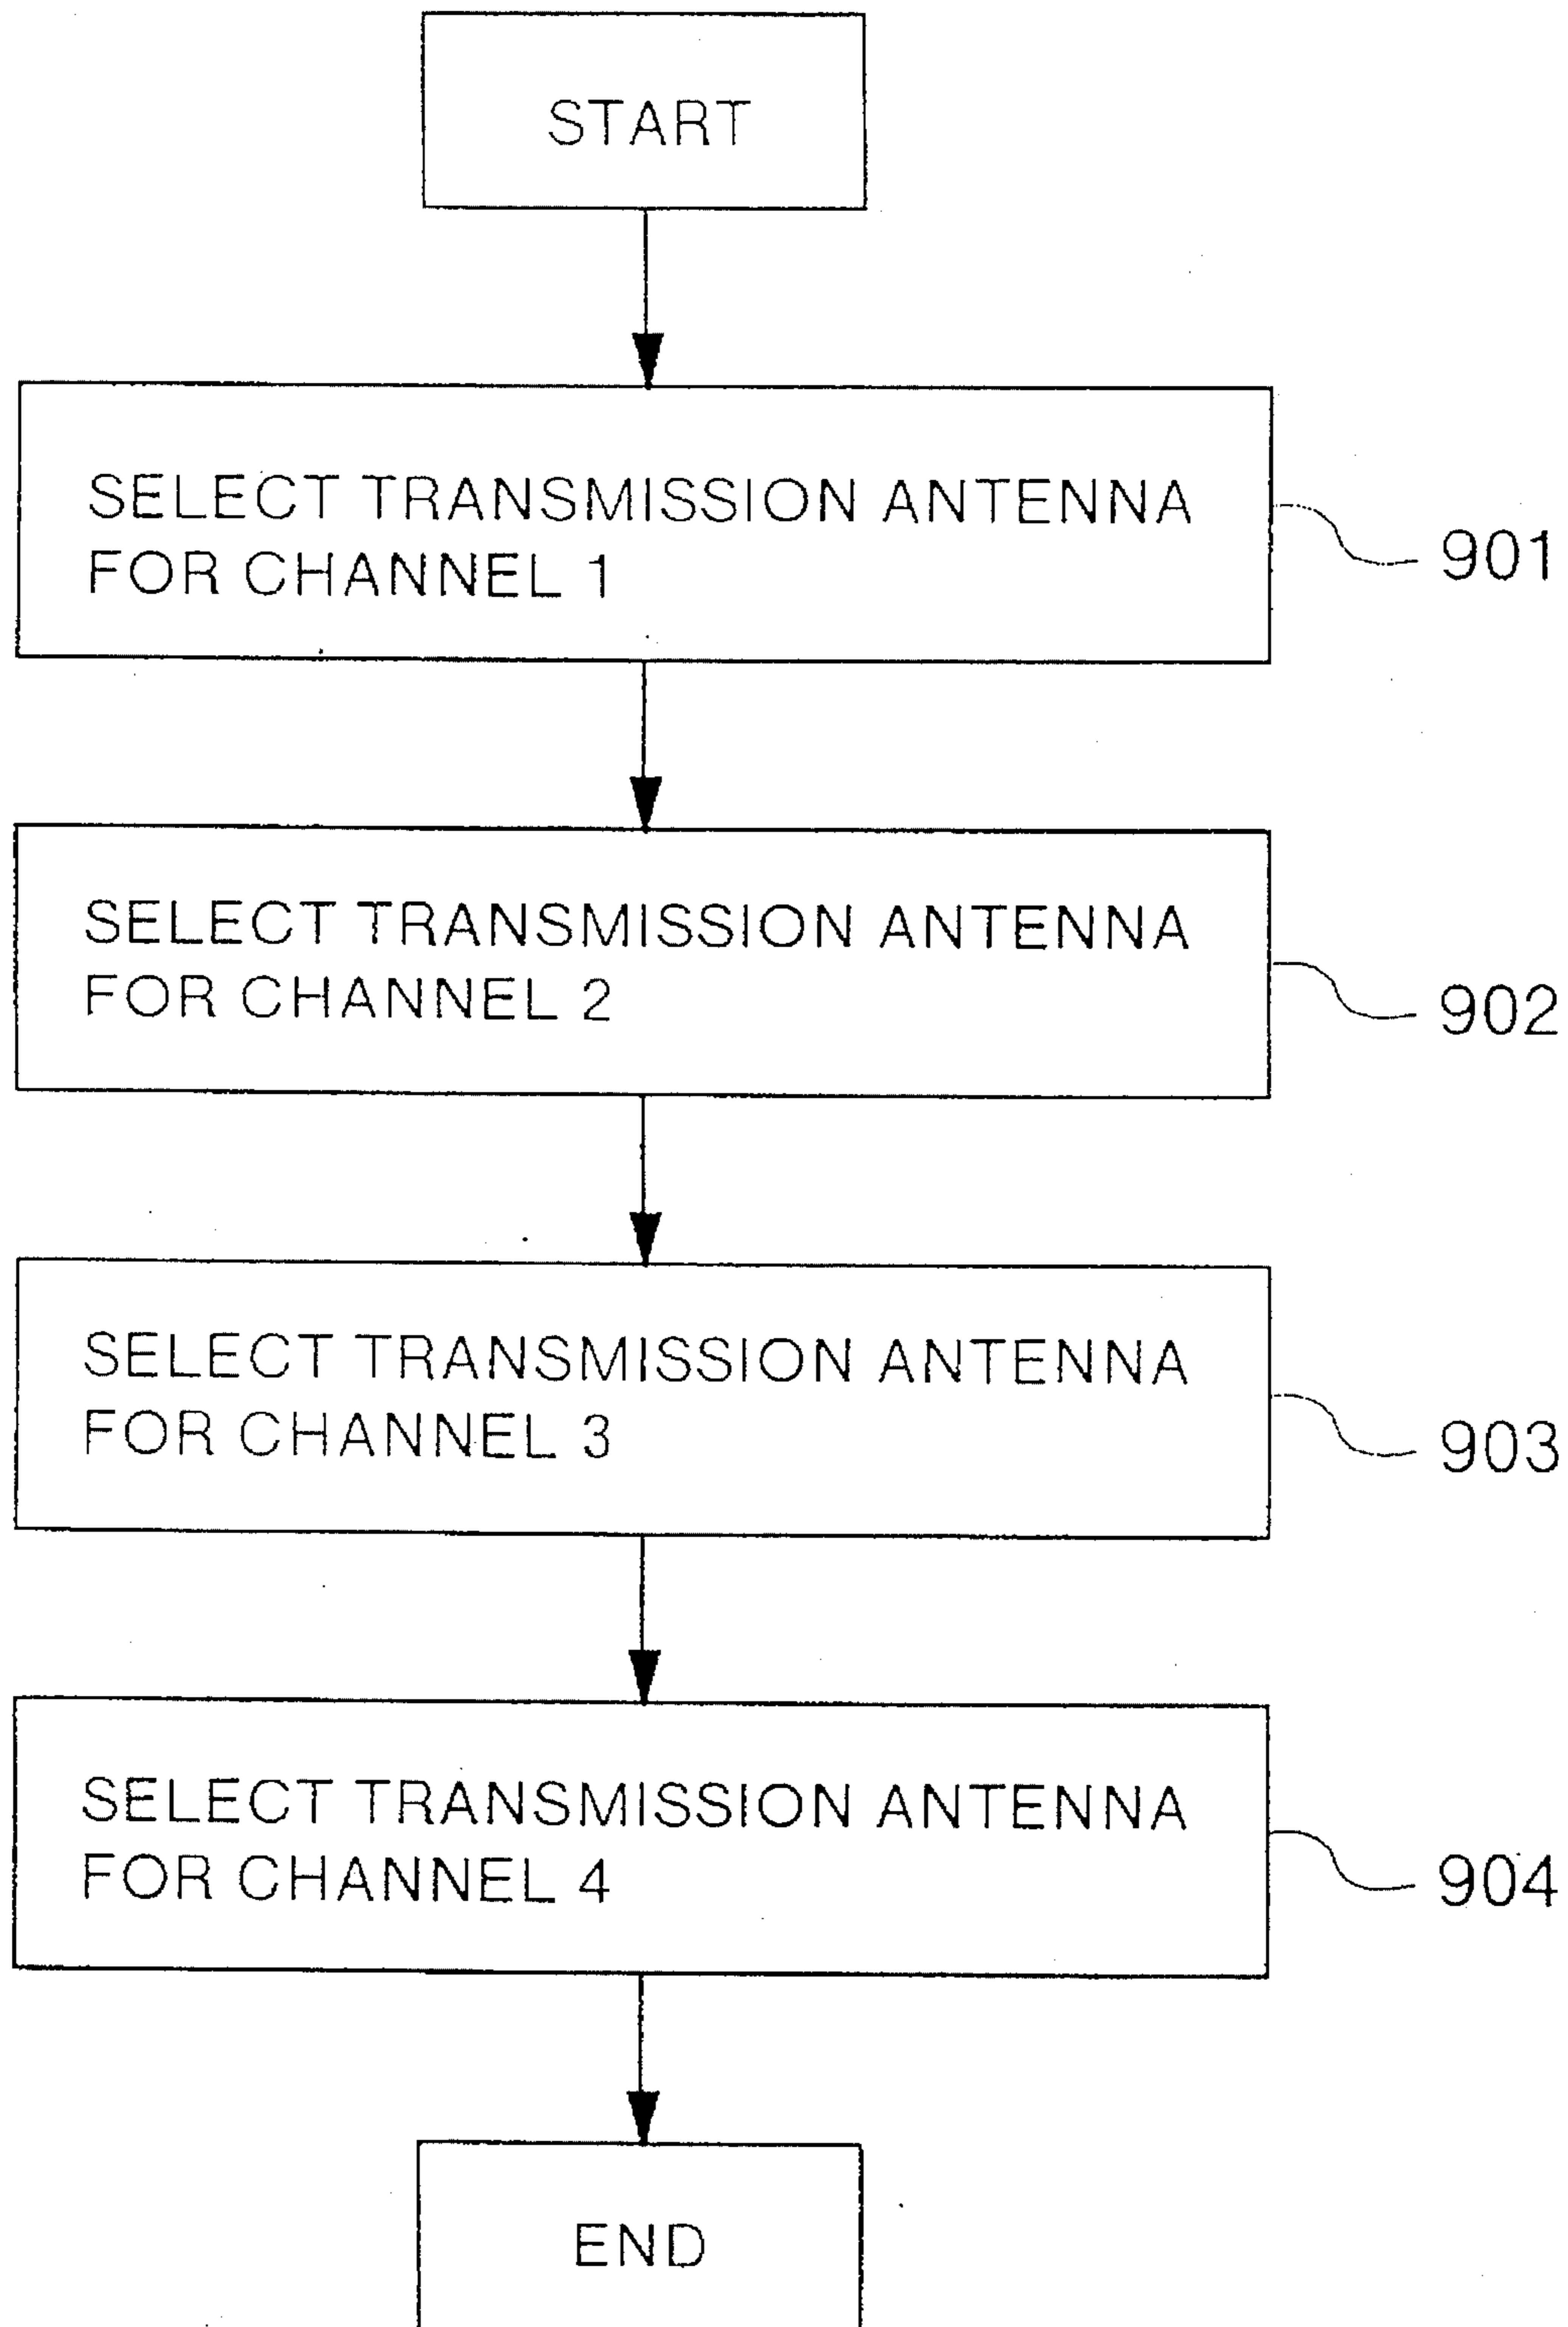 START
SELECT TRANSMISSION ANTENNA
FOR CHANNEL 1
901
SELECT TRANSMISSION ANTENNA
FOR CHANNEL 2
902
SELECT TRANSMISSION ANTENNA
FOR CHANNEL 3
903
SELECT TRANSMISSION ANTENNA
FOR CHANNEL 4
904
END